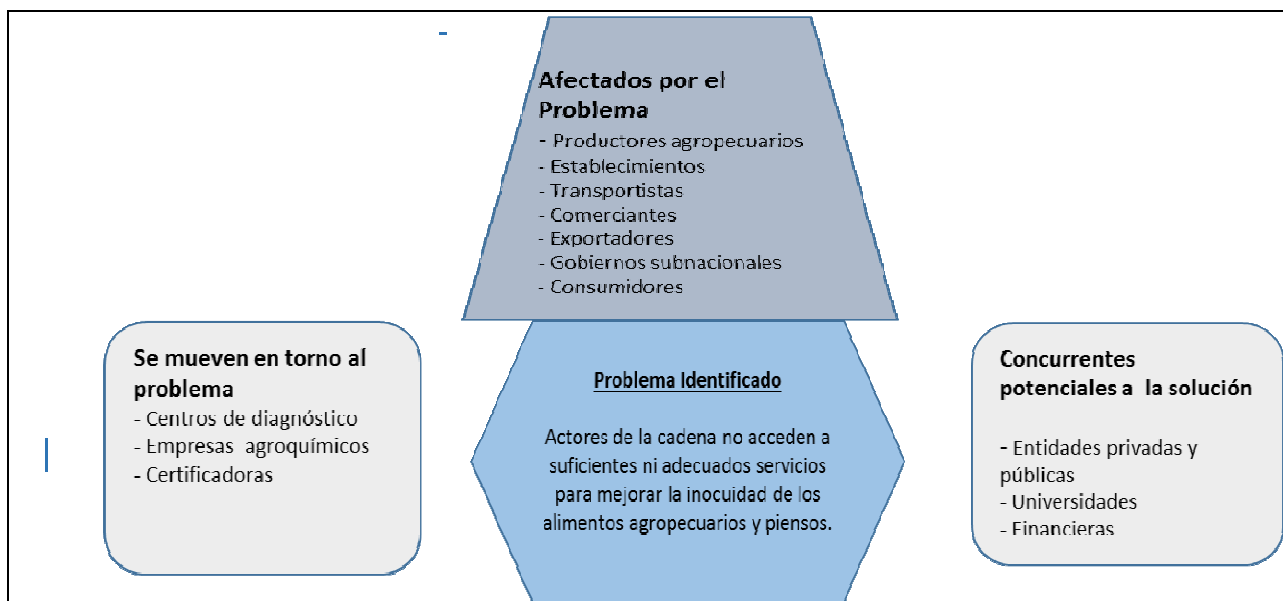 Afectados por el
Problema
- Productores agropecuarios
- Establecimientos
- Transportistas
- Comerciantes
- Exportadores
- Gobiernos subnacionales
- Consumidores
Se mueven en torno al
problema
- Centros de diagnóstico
- Empresas agroquímicos
- Certificadoras
Problema Identificado
Actores de la cadena no acceden a
suficientes ni adecuados servicios
para mejorar la inocuidad de los
alimentos agropecuarios y piensos.
Concurrentes
potenciales a la solución
- Entidades privadas y
públicas
- Universidades
- Financieras